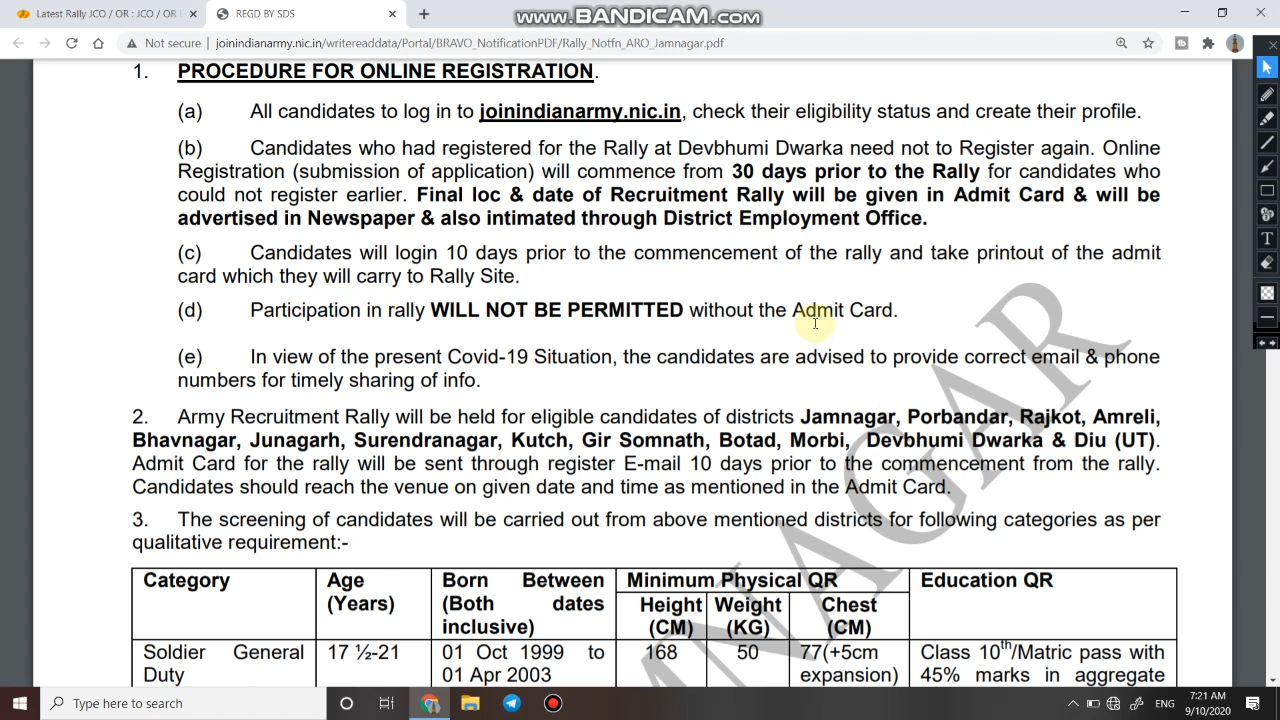 Latest Rally JCO / OR : JCO / OR
REGD BY SDS
www.BANDICAM.com
Not secure joinindianarmy.nic.in/writereaddata/Portal/BRAVO_NotificationPDF/Rally_Notfn_ARO_Jamnagar.pdf
1. PROCEDURE FOR ONLINE REGISTRATION.
(a) All candidates to log in to joinindianarmy.nic.in, check their eligibility status and create their profile.
(b) Candidates who had registered for the Rally at Devbhumi Dwarka need not to Register again. Online
Registration (submission of application) will commence from 30 days prior to the Rally for candidates who
could not register earlier. Final loc & date of Recruitment Rally will be given in Admit Card & will be
advertised in Newspaper & also intimated through District Employment Office.
(c) Candidates will login 10 days prior to the commencement of the rally and take printout of the admit
card which they will carry to Rally Site.
(d) Participation in rally WILL NOT BE PERMITTED without the Admit Card.
(e) In view of the present Covid-19 Situation, the candidates are advised to provide correct email & phone
numbers for timely sharing of info.
2. Army Recruitment Rally will be held for eligible candidates of districts Jamnagar, Porbandar, Rajkot, Amreli,
Bhavnagar, Junagarh, Surendranagar, Kutch, Gir Somnath, Botad, Morbi, Devbhumi Dwarka & Diu (UT).
Admit Card for the rally will be sent through register E-mail 10 days prior to the commencement from the rally.
Candidates should reach the venue on given date and time as mentioned in the Admit Card.
3. The screening of candidates will be carried out from above mentioned districts for following categories as per
qualitative requirement:-
Category Age Born Between Minimum Physical QR Education QR
(Years) (Both dates Height Weight Chest
inclusive) (CM) (KG) (CM)
Soldier General 17 ½-21 01 Oct 1999 to 168 50 77(+5cm Class 10th/Matric pass with
Duty 01 Apr 2003 expansion) 45% marks in aggregate
MNAGAR
Type here to search
ENG
7:21 AM
9/10/2020